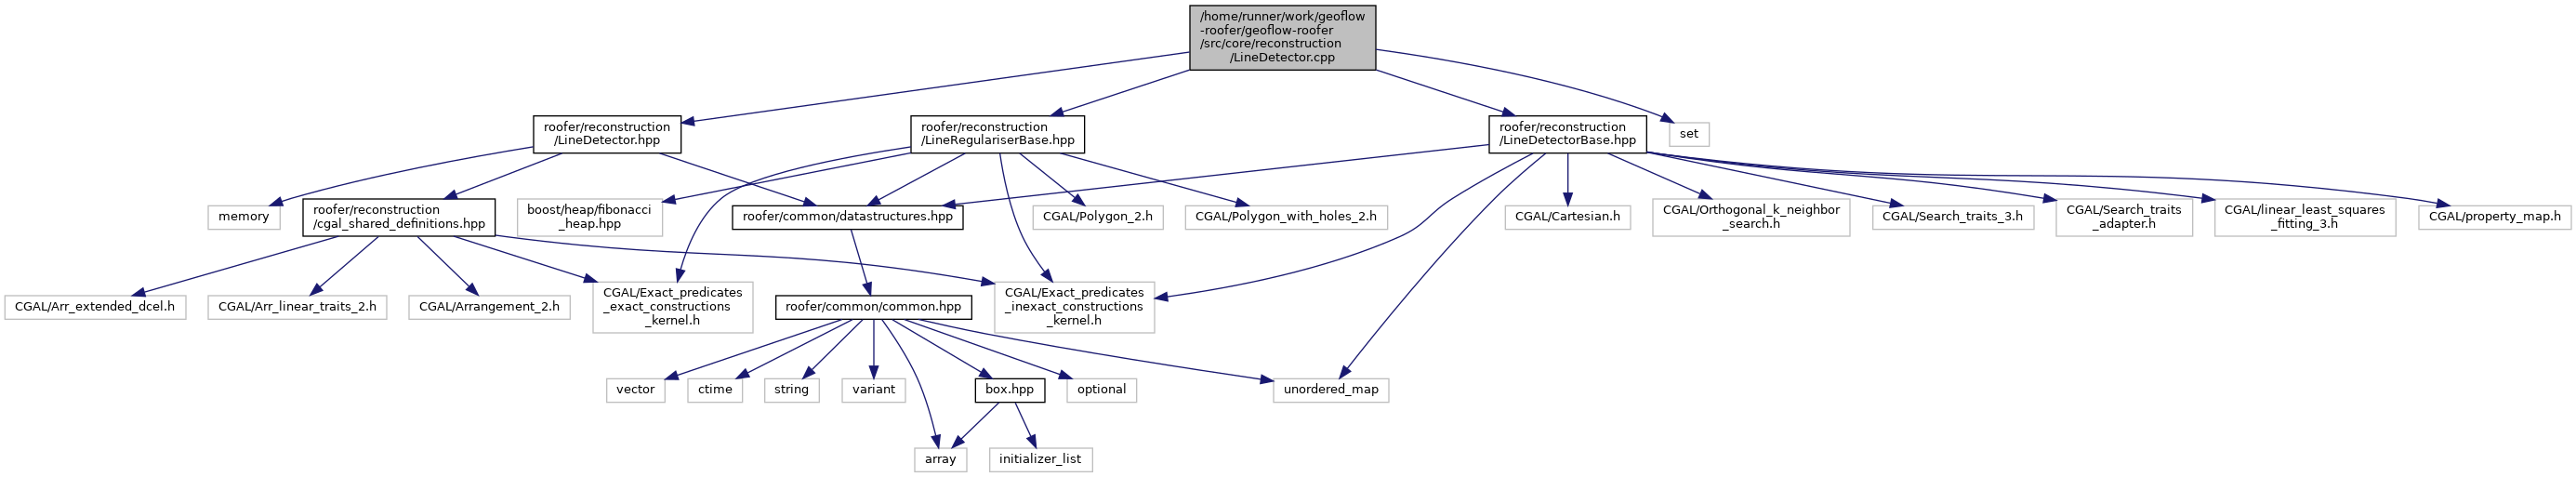 /home/runner/work/geoflow
-roofer/geoflow-roofer
/src/core/reconstruction
/LineDetector.cpp
roofer/reconstruction
/LineDetector.hpp
roofer/reconstruction
/LineRegulariserBase.hpp
roofer/reconstruction
/LineDetectorBase.hpp
set
memory
roofer/reconstruction
/cgal_shared_definitions.hpp
boost/heap/fibonacci
_heap.hpp
roofer/common/datastructures.hpp
CGAL/Polygon_2.h
CGAL/Polygon_with_holes_2.h
CGAL/Cartesian.h
CGAL/Orthogonal_k_neighbor
_search.h
CGAL/Search_traits_3.h
CGAL/Search_traits
_adapter.h
CGAL/linear_least_squares
_fitting_3.h
CGAL/property_map.h
CGAL/Arr_extended_dcel.h
CGAL/Arr_linear_traits_2.h
CGAL/Arrangement_2.h
CGAL/Exact_predicates
_exact_constructions
_kernel.h
roofer/common/common.hpp
CGAL/Exact_predicates
_inexact_constructions
_kernel.h
vector
ctime
string
variant
box.hpp
optional
unordered_map
array
initializer_list